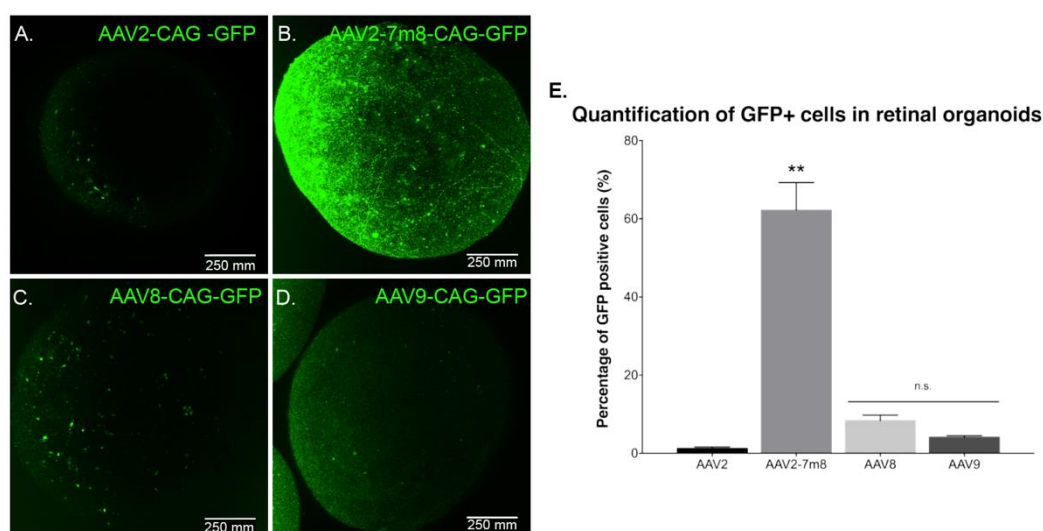 A. AAV2-CAG -GFP
B. AAV2-7m8-CAG-GFP
250 mm
250 mm
C. AAV8-CAG-GFP
D. AAV9-CAG-GFP
250 mm
250 mm
E.
Quantification of GFP+ cells in retinal organoids
Percentage of GFP positive cells (%)
80
60
40
20
0
**
n.s.
AAV2 AAV2-7m8 AAV8 AAV9